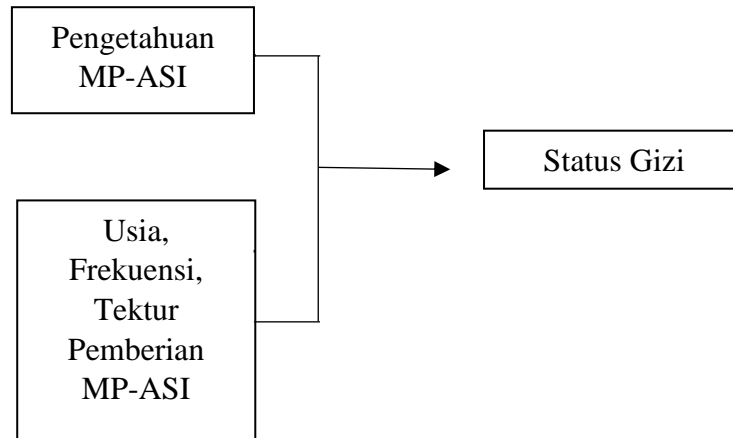 Pengetahuan
MP-ASI
Status Gizi
Usia,
Frekuensi,
Tektur
Pemberian
MP-ASI